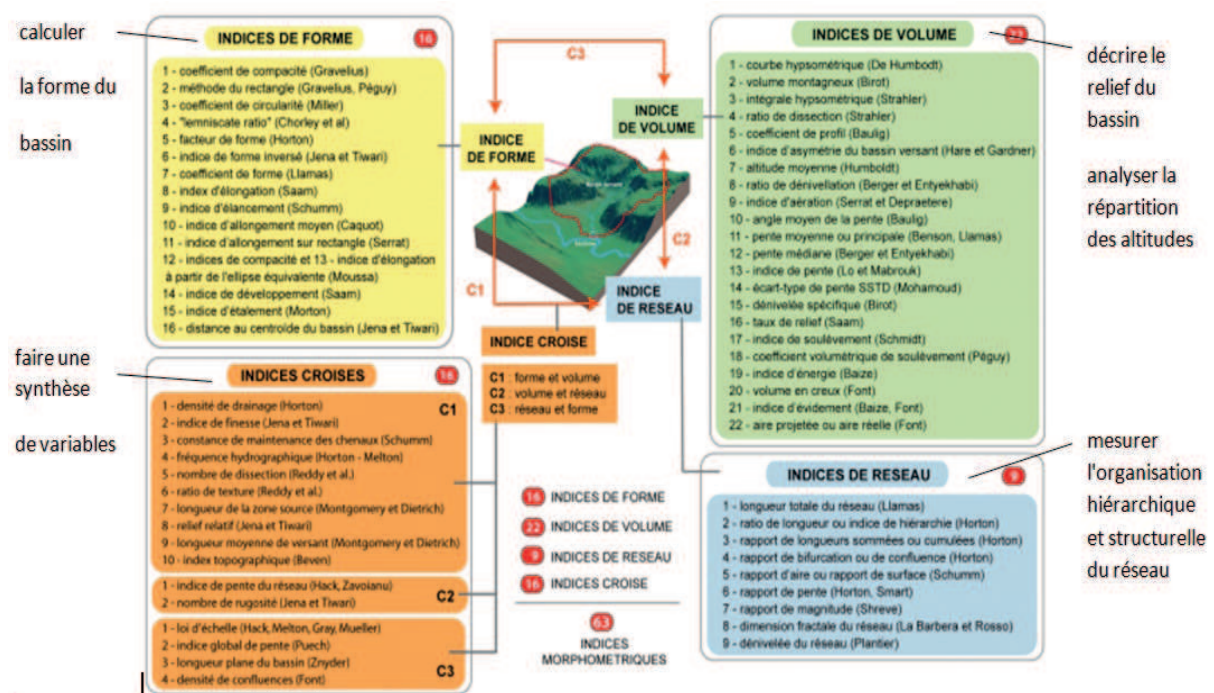 calculer
la forme du
bassin
INDICES DE FORME
16
1 - coefficient de compacité (Gravelius)
2 - méthode du rectangle (Gravelius, Péguy)
3 - coefficient de circularité (Miller)
4 - "lemniscate ratio" (Chorley et al)
5 - facteur de forme (Horton)
6 - indice de forme inversé (Jena et Tiwari)
7 - coefficient de forme (Llamas)
8 - index d'élongation (Saam)
9 - indice d'élancement (Schumm)
10 - indice d'allongement moyen (Caquot)
11 - indice d'allongement sur rectangle (Serrat)
12 - indices de compacité et 13 - indice d'élongation
à partir de l'ellipse équivalente (Moussa)
14 - indice de développement (Saam)
15 - indice d'étalement (Morton)
16 - distance au centroïde du bassin (Jena et Tiwari)
C3
INDICE
DE FORME
INDICE
DE VOLUME
C2
C1
INDICE
DE RESEAU
INDICE CROISE
C1 : forme et volume
C2 : volume et réseau
C3 : réseau et forme
INDICES DE VOLUME
22
1 - courbe hypsométrique (De Humbodt)
2 - volume montagneux (Birot)
3 - intégrale hypsométrique (Strahler)
4 - ratio de dissection (Strahler)
5 - coefficient de profil (Baulig)
6 - indice d'asymétrie du bassin versant (Hare et Gardner)
7 - altitude moyenne (Humboldt)
8 - ratio de dénivellation (Berger et Entyekhabi)
9 - indice d'aération (Serrat et Depraetere)
10 - angle moyen de la pente (Baulig)
11 - pente moyenne ou principale (Benson, Llamas)
12 - pente médiane (Berger et Entyekhabi)
13 - indice de pente (Lo et Mabrouk)
14 - écart-type de pente SSTD (Mohamoud)
15 - dénivelée spécifique (Birot)
16 - taux de relief (Saam)
17 - indice de soulèvement (Schmidt)
18 - coefficient volumétrique de soulèvement (Péguy)
19 - indice d'énergie (Baize)
20 - volume en creux (Font)
21 - indice d'évidement (Baize, Font)
22 - aire projetée ou aire réelle (Font)
décrire le
relief du
bassin
analyser la
répartition
des altitudes
faire une
synthèse
de variables
INDICES CROISES
16
1 - densité de drainage (Horton)
C1
2 - indice de finesse (Jena et Tiwari)
3 - constance de maintenance des chenaux (Schumm)
4 - fréquence hydrographique (Horton - Melton)
5 - nombre de dissection (Reddy et al.)
6 - ratio de texture (Reddy et al.)
7 - longueur de la zone source (Montgomery et Dietrich)
8 - relief relatif (Jena et Tiwari)
9 - longueur moyenne de versant (Montgomery et Dietrich)
10 - index topographique (Beven)
1 - indice de pente du réseau (Hack, Zavoianu)
2 - nombre de rugosité (Jena et Tiwari)
C2
1 - loi d'échelle (Hack, Melton, Gray, Mueller)
2 - indice global de pente (Puech)
3 - longueur plane du bassin (Znyder)
4 - densité de confluences (Font)
C3
16 INDICES DE FORME
22 INDICES DE VOLUME
9 INDICES DE RESEAU
16 INDICES CROISE
63
INDICES
MORPHOMETRIQUES
INDICES DE RESEAU
9
1 - longueur totale du réseau (Llamas)
2 - ratio de longueur ou indice de hiérarchie (Horton)
3 - rapport de longueurs sommées ou cumulées (Horton)
4 - rapport de bifurcation ou de confluence (Horton)
5 - rapport d'aire ou rapport de surface (Schumm)
6 - rapport de pente (Horton, Smart)
7 - rapport de magnitude (Shreve)
8 - dimension fractale du réseau (La Barbera et Rosso)
9 - dénivelée du réseau (Plantier)
mesurer
l'organisation
hiérarchique
et structurelle
du réseau